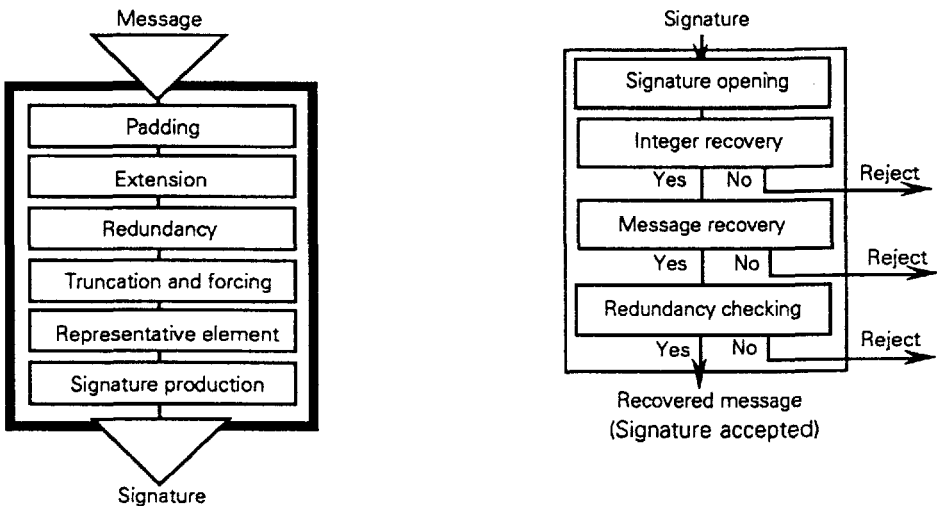 Message
Padding
Extension
Redundancy
Truncation and forcing
Representative element
Signature production
Signature
Signature
Signature opening
Integer recovery
Yes No Reject
Message recovery
Yes No Reject
Redundancy checking
Yes No Reject
Recovered message
(Signature accepted)